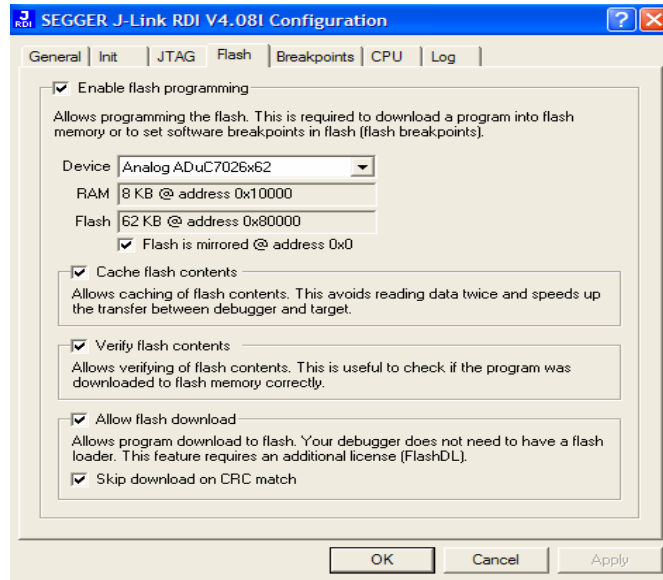 J RDI SEGGER J-Link RDI V4.08I Configuration
General Init JTAG Flash Breakpoints CPU Log
Enable flash programming
Allows programming the flash. This is required to download a program into flash
memory or to set software breakpoints in flash (flash breakpoints).
Device Analog ADuC7026x62
RAM 8 KB @ address 0x10000
Flash 62 KB @ address 0x80000
Flash is mirrored @ address 0x0
Cache flash contents
Allows caching of flash contents. This avoids reading data twice and speeds up
the transfer between debugger and target.
Verify flash contents
Allows verifying of flash contents. This is useful to check if the program was
downloaded to flash memory correctly.
Allow flash download
Allows program download to flash. Your debugger does not need to have a flash
loader. This feature requires an additional license (FlashDL).
Skip download on CRC match
OK Cancel Apply